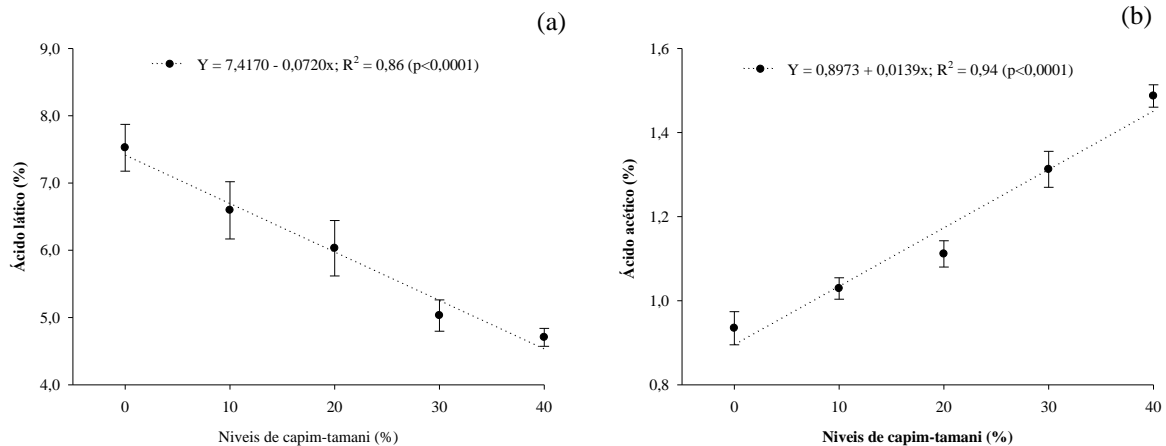 (a)
9,0
Y = 7,4170 - 0,0720x; R² = 0,86 (p<0,0001)
8,0
7,0
6,0
5,0
4,0
Ácido lático (%)
0 10 20 30 40
Niveis de capim-tamani (%)
(b)
1,6
Y = 0,8973 + 0,0139x; R² = 0,94 (p<0,0001)
1,4
1,2
1,0
0,8
Ácido acético (%)
0 10 20 30 40
Niveis de capim-tamani (%)